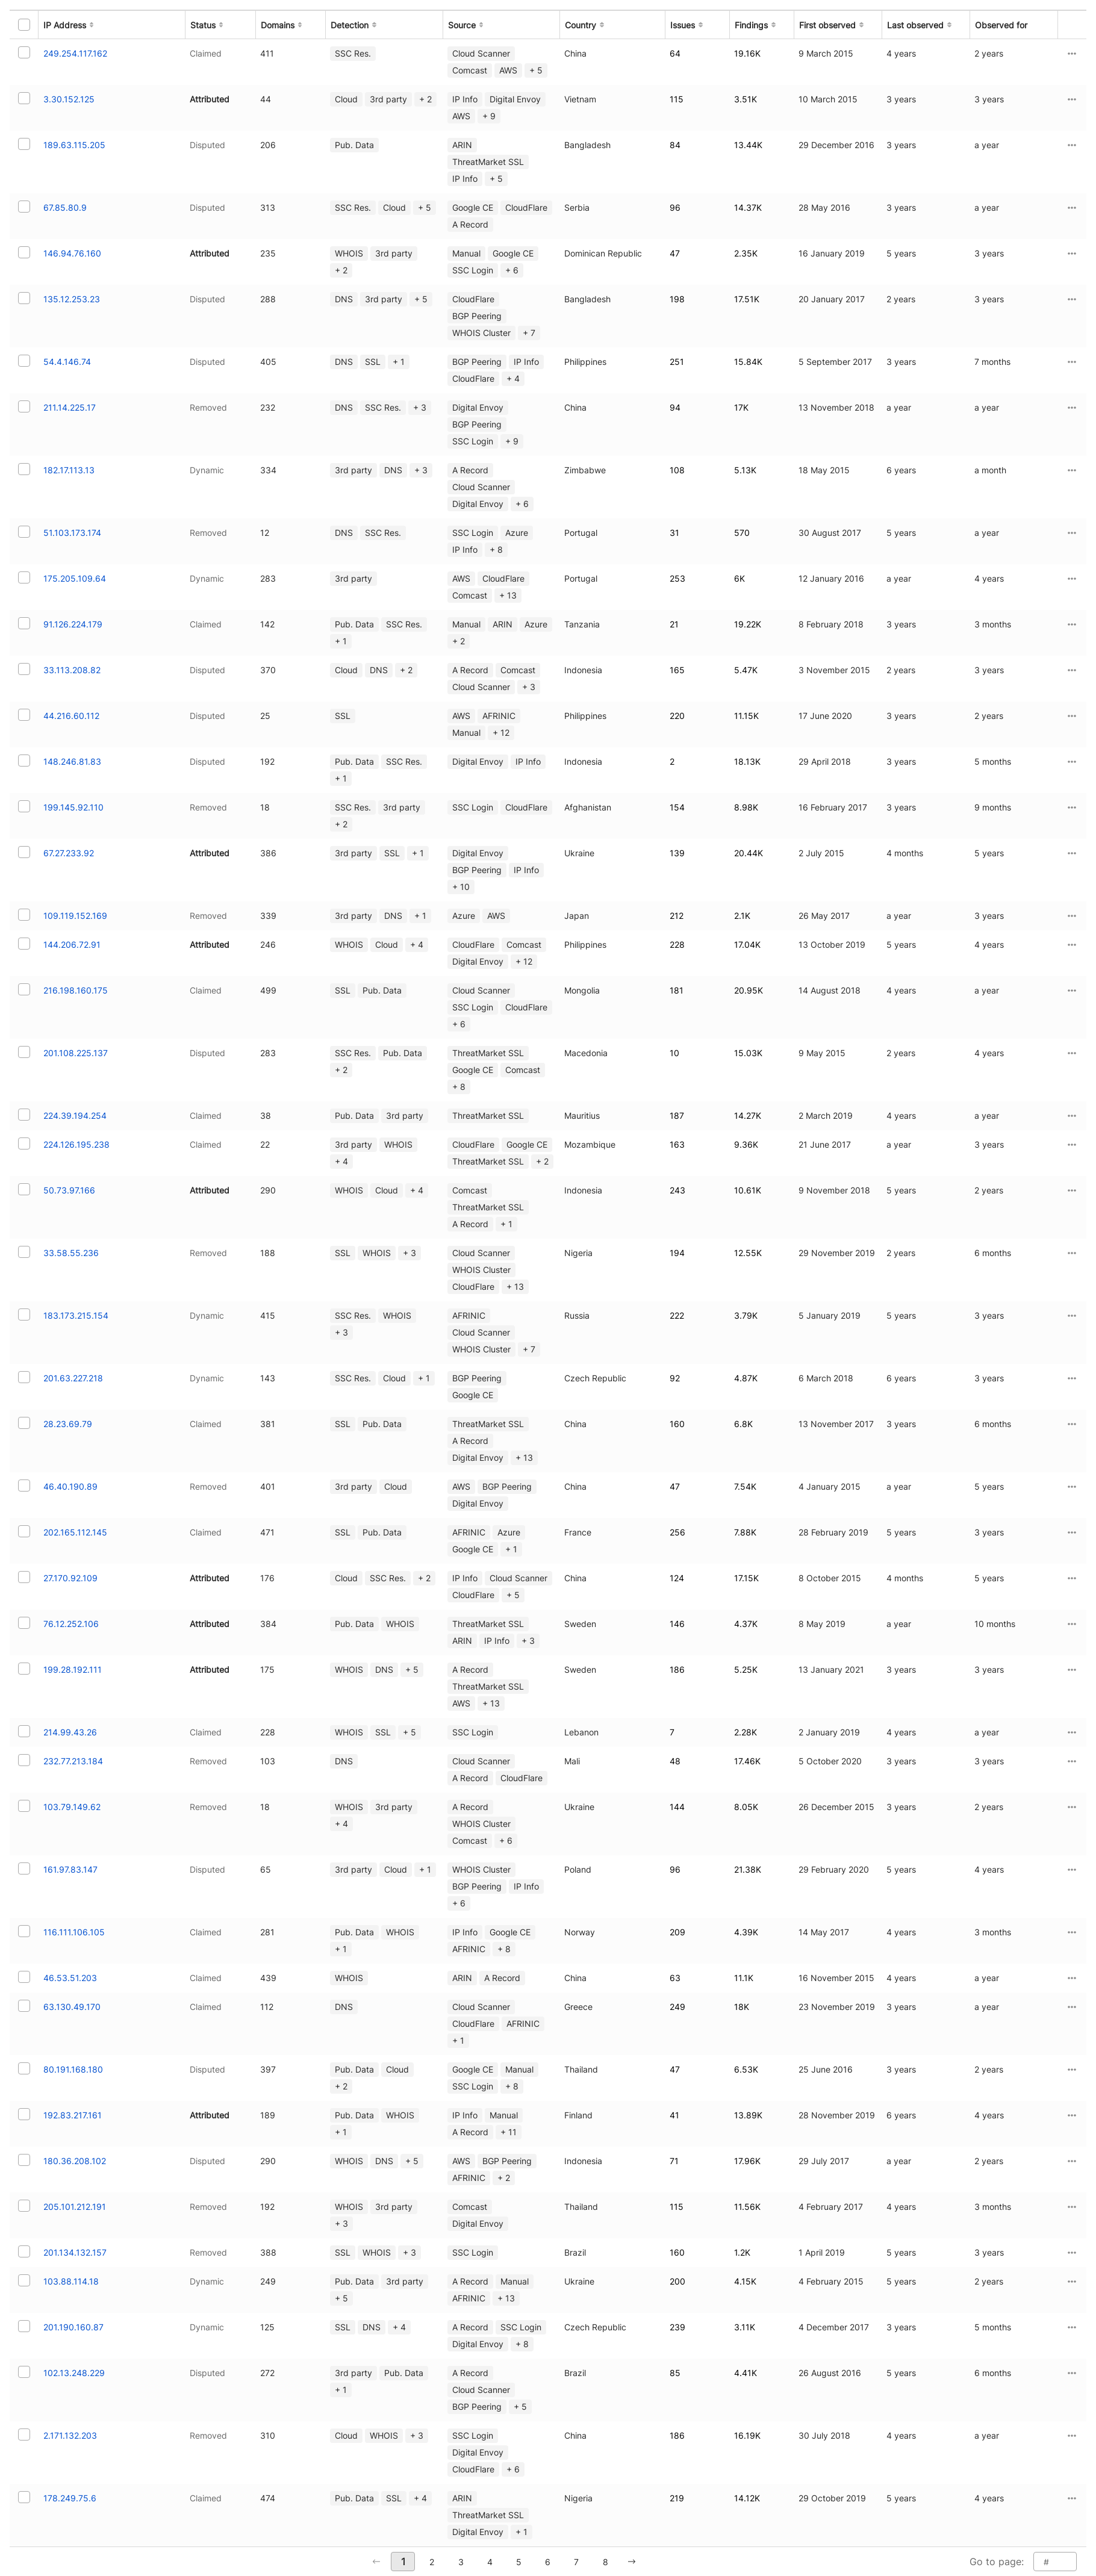 IP Address Status Domains Detection Source Country Issues Findings First observed Last observed Observed for
249.254.117.162 Claimed 411 SSC Res. Cloud Scanner China 64 19.16K 9 March 2015 4 years 2 years
Comcast AWS + 5
3.30.152.125 Attributed 44 Cloud 3rd party + 2 IP Info Digital Envoy Vietnam 115 3.51K 10 March 2015 3 years 3 years
AWS + 9
189.63.115.205 Disputed 206 Pub. Data ARIN Bangladesh 84 13.44K 29 December 2016 3 years a year
ThreatMarket SSL
IP Info + 5
67.85.80.9 Disputed 313 SSC Res. Cloud + 5 Google CE CloudFlare Serbia 96 14.37K 28 May 2016 3 years a year
A Record
146.94.76.160 Attributed 235 WHOIS 3rd party Manual Google CE Dominican Republic 47 2.35K 16 January 2019 5 years 3 years
+ 2 SSC Login + 6
135.12.253.23 Disputed 288 DNS 3rd party + 5 CloudFlare Bangladesh 198 17.51K 20 January 2017 2 years 3 years
BGP Peering
WHOIS Cluster + 7
54.4.146.74 Disputed 405 DNS SSL + 1 BGP Peering IP Info Philippines 251 15.84K 5 September 2017 3 years 7 months
CloudFlare + 4
211.14.225.17 Removed 232 DNS SSC Res. + 3 Digital Envoy China 94 17K 13 November 2018 a year a year
BGP Peering
SSC Login + 9
182.17.113.13 Dynamic 334 3rd party DNS + 3 A Record Zimbabwe 108 5.13K 18 May 2015 6 years a month
Cloud Scanner
Digital Envoy + 6
51.103.173.174 Removed 12 DNS SSC Res. SSC Login Azure Portugal 31 570 30 August 2017 5 years a year
IP Info + 8
175.205.109.64 Dynamic 283 3rd party AWS CloudFlare Portugal 253 6K 12 January 2016 a year 4 years
Comcast + 13
91.126.224.179 Claimed 142 Pub. Data SSC Res. Manual ARIN Azure Tanzania 21 19.22K 8 February 2018 3 years 3 months
+ 1 + 2
33.113.208.82 Disputed 370 Cloud DNS + 2 A Record Comcast Indonesia 165 5.47K 3 November 2015 2 years 3 years
Cloud Scanner + 3
44.216.60.112 Disputed 25 SSL AWS AFRINIC Philippines 220 11.15K 17 June 2020 3 years 2 years
Manual + 12
148.246.81.83 Disputed 192 Pub. Data SSC Res. Digital Envoy IP Info Indonesia 2 18.13K 29 April 2018 3 years 5 months
+ 1
199.145.92.110 Removed 18 SSC Res. 3rd party SSC Login CloudFlare Afghanistan 154 8.98K 16 February 2017 3 years 9 months
+ 2
67.27.233.92 Attributed 386 3rd party SSL + 1 Digital Envoy Ukraine 139 20.44K 2 July 2015 4 months 5 years
BGP Peering IP Info
+ 10
109.119.152.169 Removed 339 3rd party DNS + 1 Azure AWS Japan 212 2.1K 26 May 2017 a year 3 years
144.206.72.91 Attributed 246 WHOIS Cloud + 4 CloudFlare Comcast Philippines 228 17.04K 13 October 2019 5 years 4 years
Digital Envoy + 12
216.198.160.175 Claimed 499 SSL Pub. Data Cloud Scanner Mongolia 181 20.95K 14 August 2018 4 years a year
SSC Login CloudFlare
+ 6
201.108.225.137 Disputed 283 SSC Res. Pub. Data ThreatMarket SSL Macedonia 10 15.03K 9 May 2015 2 years 4 years
+ 2 Google CE Comcast
+ 8
224.39.194.254 Claimed 38 Pub. Data 3rd party ThreatMarket SSL Mauritius 187 14.27K 2 March 2019 4 years a year
224.126.195.238 Claimed 22 3rd party WHOIS CloudFlare Google CE Mozambique 163 9.36K 21 June 2017 a year 3 years
+ 4 ThreatMarket SSL + 2
50.73.97.166 Attributed 290 WHOIS Cloud + 4 Comcast Indonesia 243 10.61K 9 November 2018 5 years 2 years
ThreatMarket SSL
A Record + 1
33.58.55.236 Removed 188 SSL WHOIS + 3 Cloud Scanner Nigeria 194 12.55K 29 November 2019 2 years 6 months
WHOIS Cluster
CloudFlare + 13
183.173.215.154 Dynamic 415 SSC Res. WHOIS AFRINIC Russia 222 3.79K 5 January 2019 5 years 3 years
+ 3 Cloud Scanner
WHOIS Cluster + 7
201.63.227.218 Dynamic 143 SSC Res. Cloud + 1 BGP Peering Czech Republic 92 4.87K 6 March 2018 6 years 3 years
Google CE
28.23.69.79 Claimed 381 SSL Pub. Data ThreatMarket SSL China 160 6.8K 13 November 2017 3 years 6 months
A Record
Digital Envoy + 13
46.40.190.89 Removed 401 3rd party Cloud AWS BGP Peering China 47 7.54K 4 January 2015 a year 5 years
Digital Envoy
202.165.112.145 Claimed 471 SSL Pub. Data AFRINIC Azure France 256 7.88K 28 February 2019 5 years 3 years
Google CE + 1
27.170.92.109 Attributed 176 Cloud SSC Res. + 2 IP Info Cloud Scanner China 124 17.15K 8 October 2015 4 months 5 years
CloudFlare + 5
76.12.252.106 Attributed 384 Pub. Data WHOIS ThreatMarket SSL Sweden 146 4.37K 8 May 2019 a year 10 months
ARIN IP Info + 3
199.28.192.111 Attributed 175 WHOIS DNS + 5 A Record Sweden 186 5.25K 13 January 2021 3 years 3 years
ThreatMarket SSL
AWS + 13
214.99.43.26 Claimed 228 WHOIS SSL + 5 SSC Login Lebanon 7 2.28K 2 January 2019 4 years a year
232.77.213.184 Removed 103 DNS Cloud Scanner Mali 48 17.46K 5 October 2020 3 years 3 years
A Record CloudFlare
103.79.149.62 Removed 18 WHOIS 3rd party A Record Ukraine 144 8.05K 26 December 2015 3 years 2 years
+ 4 WHOIS Cluster
Comcast + 6
161.97.83.147 Disputed 65 3rd party Cloud + 1 WHOIS Cluster Poland 96 21.38K 29 February 2020 5 years 4 years
BGP Peering IP Info
+ 6
116.111.106.105 Claimed 281 Pub. Data WHOIS IP Info Google CE Norway 209 4.39K 14 May 2017 4 years 3 months
+ 1 AFRINIC + 8
46.53.51.203 Claimed 439 WHOIS ARIN A Record China 63 11.1K 16 November 2015 4 years a year
63.130.49.170 Claimed 112 DNS Cloud Scanner Greece 249 18K 23 November 2019 3 years a year
CloudFlare AFRINIC
+ 1
80.191.168.180 Disputed 397 Pub. Data Cloud Google CE Manual Thailand 47 6.53K 25 June 2016 3 years 2 years
+ 2 SSC Login + 8
192.83.217.161 Attributed 189 Pub. Data WHOIS IP Info Manual Finland 41 13.89K 28 November 2019 6 years 4 years
+ 1 A Record + 11
180.36.208.102 Disputed 290 WHOIS DNS + 5 AWS BGP Peering Indonesia 71 17.96K 29 July 2017 a year 2 years
AFRINIC + 2
205.101.212.191 Removed 192 WHOIS 3rd party Comcast Thailand 115 11.56K 4 February 2017 4 years 3 months
+ 3 Digital Envoy
201.134.132.157 Removed 388 SSL WHOIS + 3 SSC Login Brazil 160 1.2K 1 April 2019 5 years 3 years
103.88.114.18 Dynamic 249 Pub. Data 3rd party A Record Manual Ukraine 200 4.15K 4 February 2015 5 years 2 years
+ 5 AFRINIC + 13
201.190.160.87 Dynamic 125 SSL DNS + 4 A Record SSC Login Czech Republic 239 3.11K 4 December 2017 3 years 5 months
Digital Envoy + 8
102.13.248.229 Disputed 272 3rd party Pub. Data A Record Brazil 85 4.41K 26 August 2016 5 years 6 months
+ 1 Cloud Scanner
BGP Peering + 5
2.171.132.203 Removed 310 Cloud WHOIS + 3 SSC Login China 186 16.19K 30 July 2018 4 years a year
Digital Envoy
CloudFlare + 6
178.249.75.6 Claimed 474 Pub. Data SSL + 4 ARIN Nigeria 219 14.12K 29 October 2019 5 years 4 years
ThreatMarket SSL
Digital Envoy + 1
← 1 2 3 4 5 6 7 8 → Go to page: #